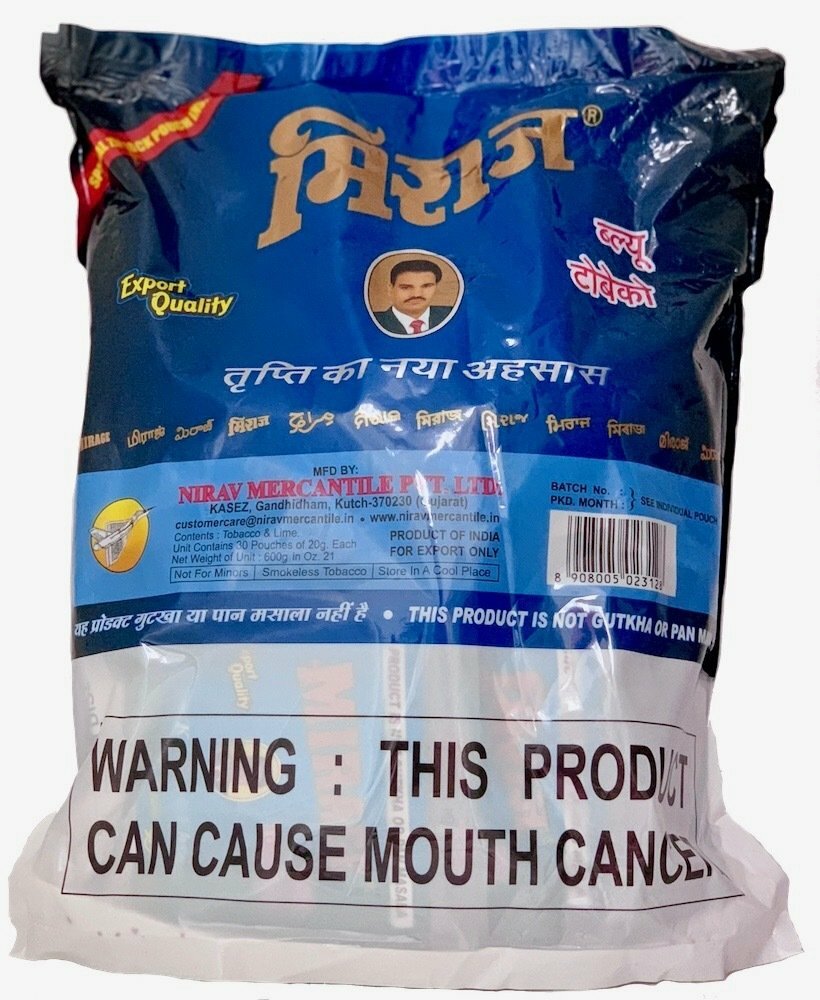 मिराज®
ब्ल्यू
टोबेको
Export
Quality
तृप्ति का नया अहसास
MIRAGE மிராஜ் మిరాజ్ મિરાજ
MFD BY:
NIRAV MERCANTILE PVT. LTD.
KASEZ, Gandhidham, Kutch-370230 (Gujarat)
customercare@niravmercantile.in • www.niravmercantile.in
Contents : Tobacco & Lime.
Unit Contains 30 Pouches of 20g. Each
Net Weight of Unit : 600g in Oz. 21
PRODUCT OF INDIA
FOR EXPORT ONLY
Not For Minors | Smokeless Tobacco | Store In A Cool Place
BATCH No. :
PKD. MONTH :
} SEE INDIVIDUAL POUCH
8 908005 023128
यह प्रोडक्ट गुटखा या पान मसाला नहीं है • THIS PRODUCT IS NOT GUTKHA OR PAN
WARNING : THIS PRODUCT
CAN CAUSE MOUTH CANCER